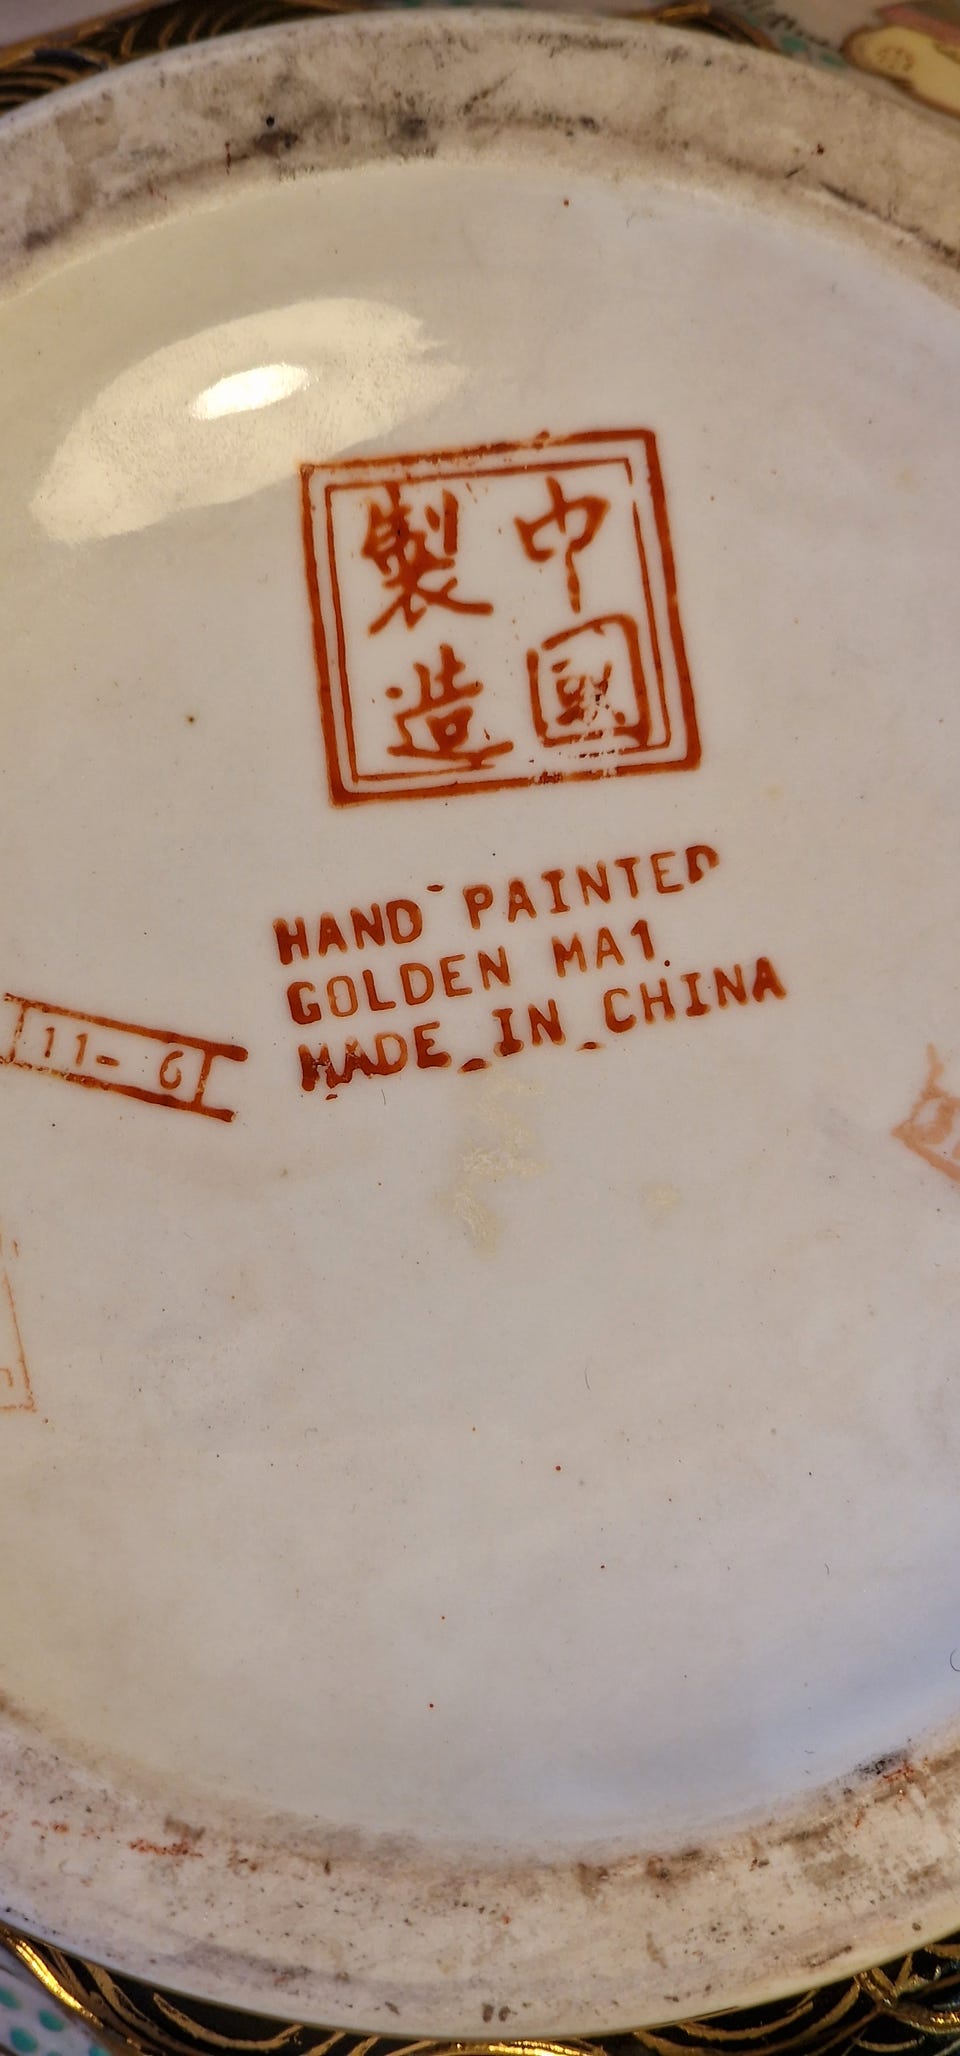 中國
製造
HAND PAINTED
GOLDEN MA1.
MADE IN CHINA
11- 6